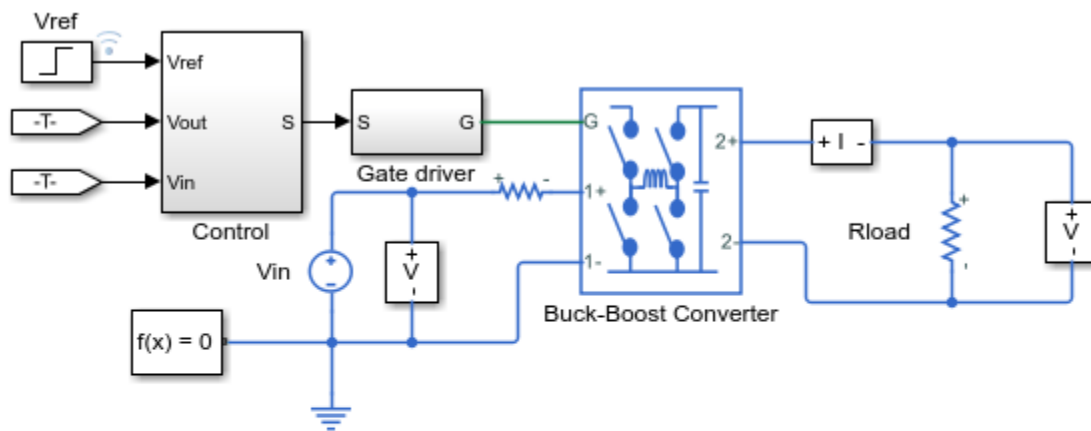 Vref
Vref
-T-
Vout
S
S
G
G
-T-
Vin
Control
Gate driver
+ -
1+
1-
2+
2-
+ I -
Vin
+
-
+
V
-
Rload
+
-
+
V
-
Buck-Boost Converter
f(x) = 0